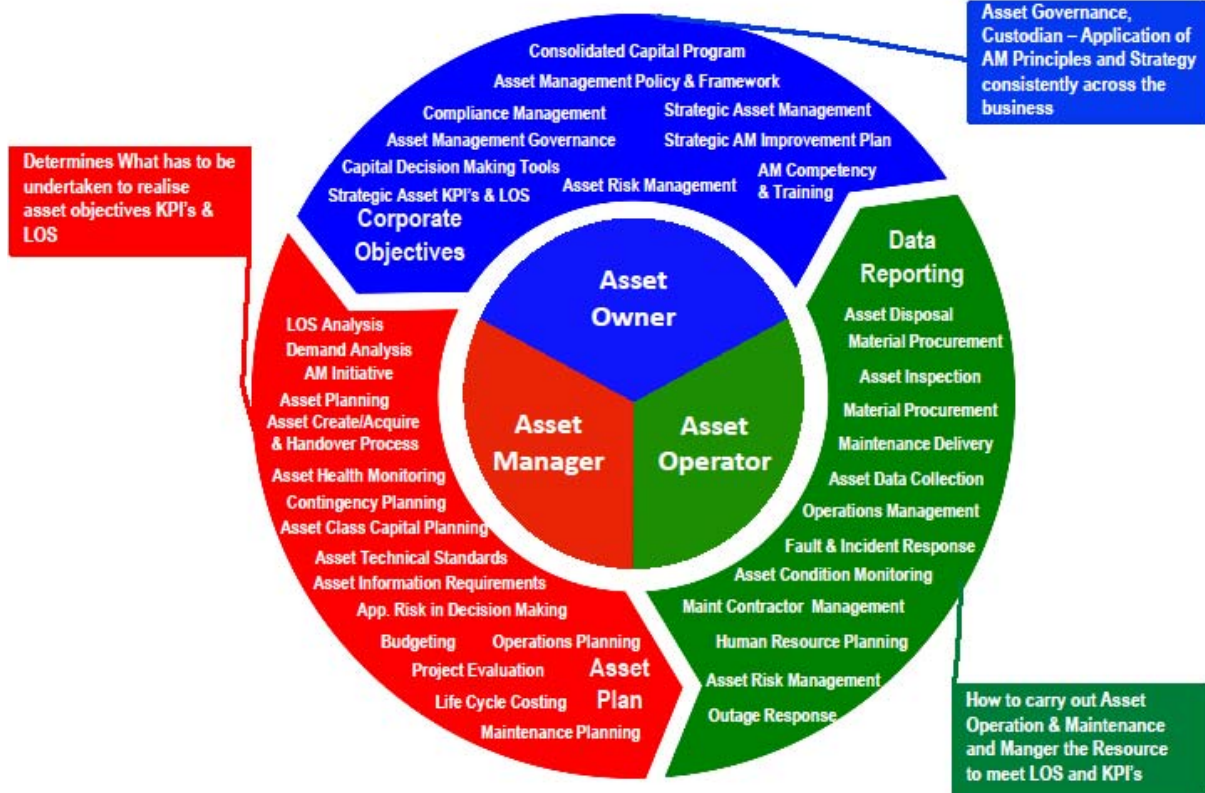 Asset Governance,
Custodian – Application of
AM Principles and Strategy
consistently across the
business
Consolidated Capital Program
Asset Management Policy & Framework
Compliance Management
Strategic Asset Management
Asset Management Governance
Strategic AM Improvement Plan
Capital Decision Making Tools
AM Competency
& Training
Strategic Asset KPI's & LOS
Asset Risk Management
Corporate
Objectives
Determines What has to be
undertaken to realise
asset objectives KPI's &
LOS
Asset
Owner
Asset
Manager
Asset
Operator
Data
Reporting
Asset Disposal
Material Procurement
Asset Inspection
Material Procurement
Maintenance Delivery
Asset Data Collection
Operations Management
Fault & Incident Response
Asset Condition Monitoring
Maint Contractor Management
Human Resource Planning
Asset Risk Management
Outage Response
LOS Analysis
Demand Analysis
AM Initiative
Asset Planning
Asset Create/Acquire
& Handover Process
Asset Health Monitoring
Contingency Planning
Asset Class Capital Planning
Asset Technical Standards
Asset Information Requirements
App. Risk in Decision Making
Budgeting
Operations Planning
Project Evaluation
Life Cycle Costing
Maintenance Planning
Asset
Plan
How to carry out Asset
Operation & Maintenance
and Manger the Resource
to meet LOS and KPI's